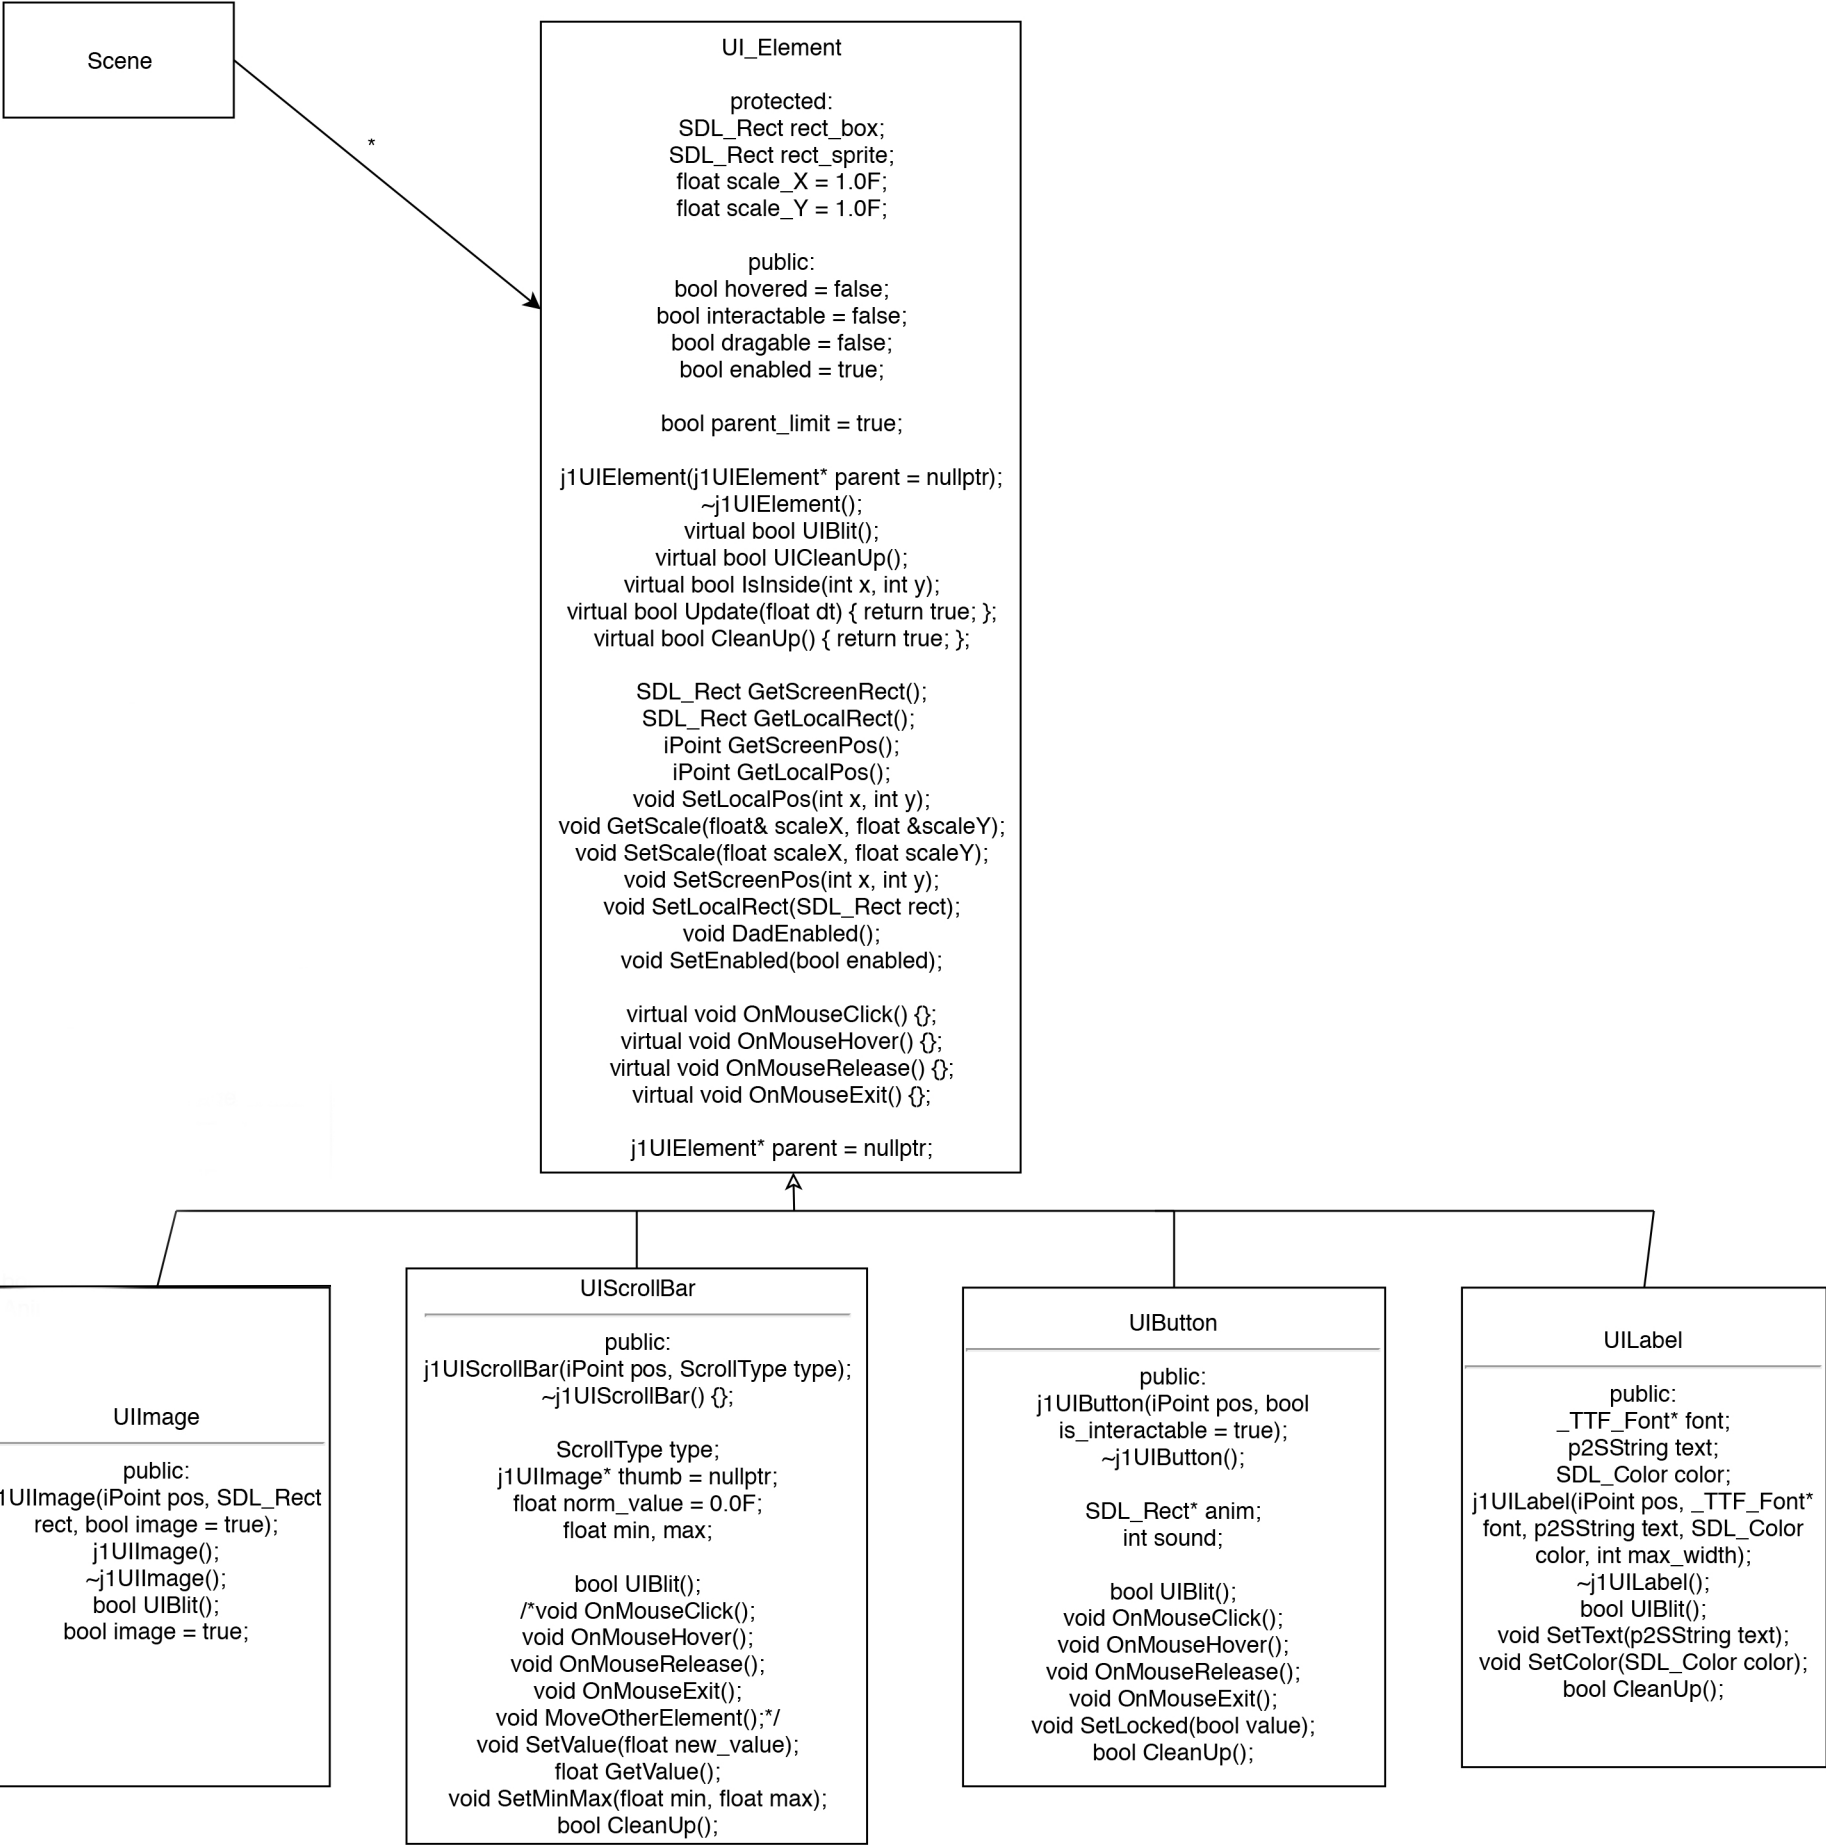 Scene
*
UI_Element
protected:
SDL_Rect rect_box;
SDL_Rect rect_sprite;
float scale_X = 1.0F;
float scale_Y = 1.0F;
public:
bool hovered = false;
bool interactable = false;
bool dragable = false;
bool enabled = true;
bool parent_limit = true;
j1UIElement(j1UIElement* parent = nullptr);
~j1UIElement();
virtual bool UIBlit();
virtual bool UICleanUp();
virtual bool IsInside(int x, int y);
virtual bool Update(float dt) { return true; };
virtual bool CleanUp() { return true; };
SDL_Rect GetScreenRect();
SDL_Rect GetLocalRect();
iPoint GetScreenPos();
iPoint GetLocalPos();
void SetLocalPos(int x, int y);
void GetScale(float& scaleX, float &scaleY);
void SetScale(float scaleX, float scaleY);
void SetScreenPos(int x, int y);
void SetLocalRect(SDL_Rect rect);
void DadEnabled();
void SetEnabled(bool enabled);
virtual void OnMouseClick() {};
virtual void OnMouseHover() {};
virtual void OnMouseRelease() {};
virtual void OnMouseExit() {};
j1UIElement* parent = nullptr;
UIImage
public:
1UIImage(iPoint pos, SDL_Rect
rect, bool image = true);
j1UIImage();
~j1UIImage();
bool UIBlit();
bool image = true;
UIScrollBar
public:
j1UIScrollBar(iPoint pos, ScrollType type);
~j1UIScrollBar() {};
ScrollType type;
j1UIImage* thumb = nullptr;
float norm_value = 0.0F;
float min, max;
bool UIBlit();
/*void OnMouseClick();
void OnMouseHover();
void OnMouseRelease();
void OnMouseExit();
void MoveOtherElement();*/
void SetValue(float new_value);
float GetValue();
void SetMinMax(float min, float max);
bool CleanUp();
UIButton
public:
j1UIButton(iPoint pos, bool
is_interactable = true);
~j1UIButton();
SDL_Rect* anim;
int sound;
bool UIBlit();
void OnMouseClick();
void OnMouseHover();
void OnMouseRelease();
void OnMouseExit();
void SetLocked(bool value);
bool CleanUp();
UILabel
public:
_TTF_Font* font;
p2SString text;
SDL_Color color;
j1UILabel(iPoint pos, _TTF_Font*
font, p2SString text, SDL_Color
color, int max_width);
~j1UILabel();
bool UIBlit();
void SetText(p2SString text);
void SetColor(SDL_Color color);
bool CleanUp();